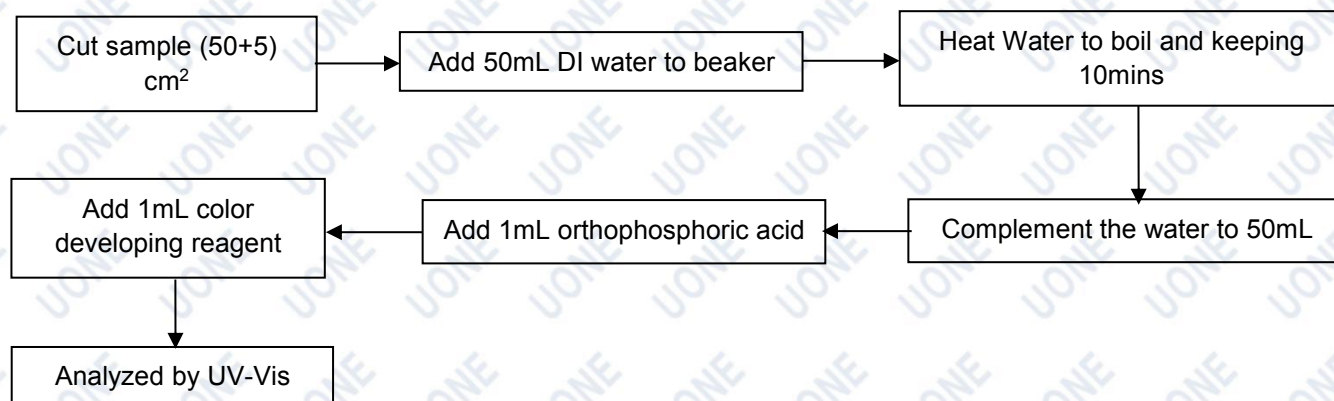 Cut sample (50+5)
cm²
Add 50mL DI water to beaker
Heat Water to boil and keeping
10mins
Complement the water to 50mL
Add 1mL orthophosphoric acid
Add 1mL color
developing reagent
Analyzed by UV-Vis
UONE